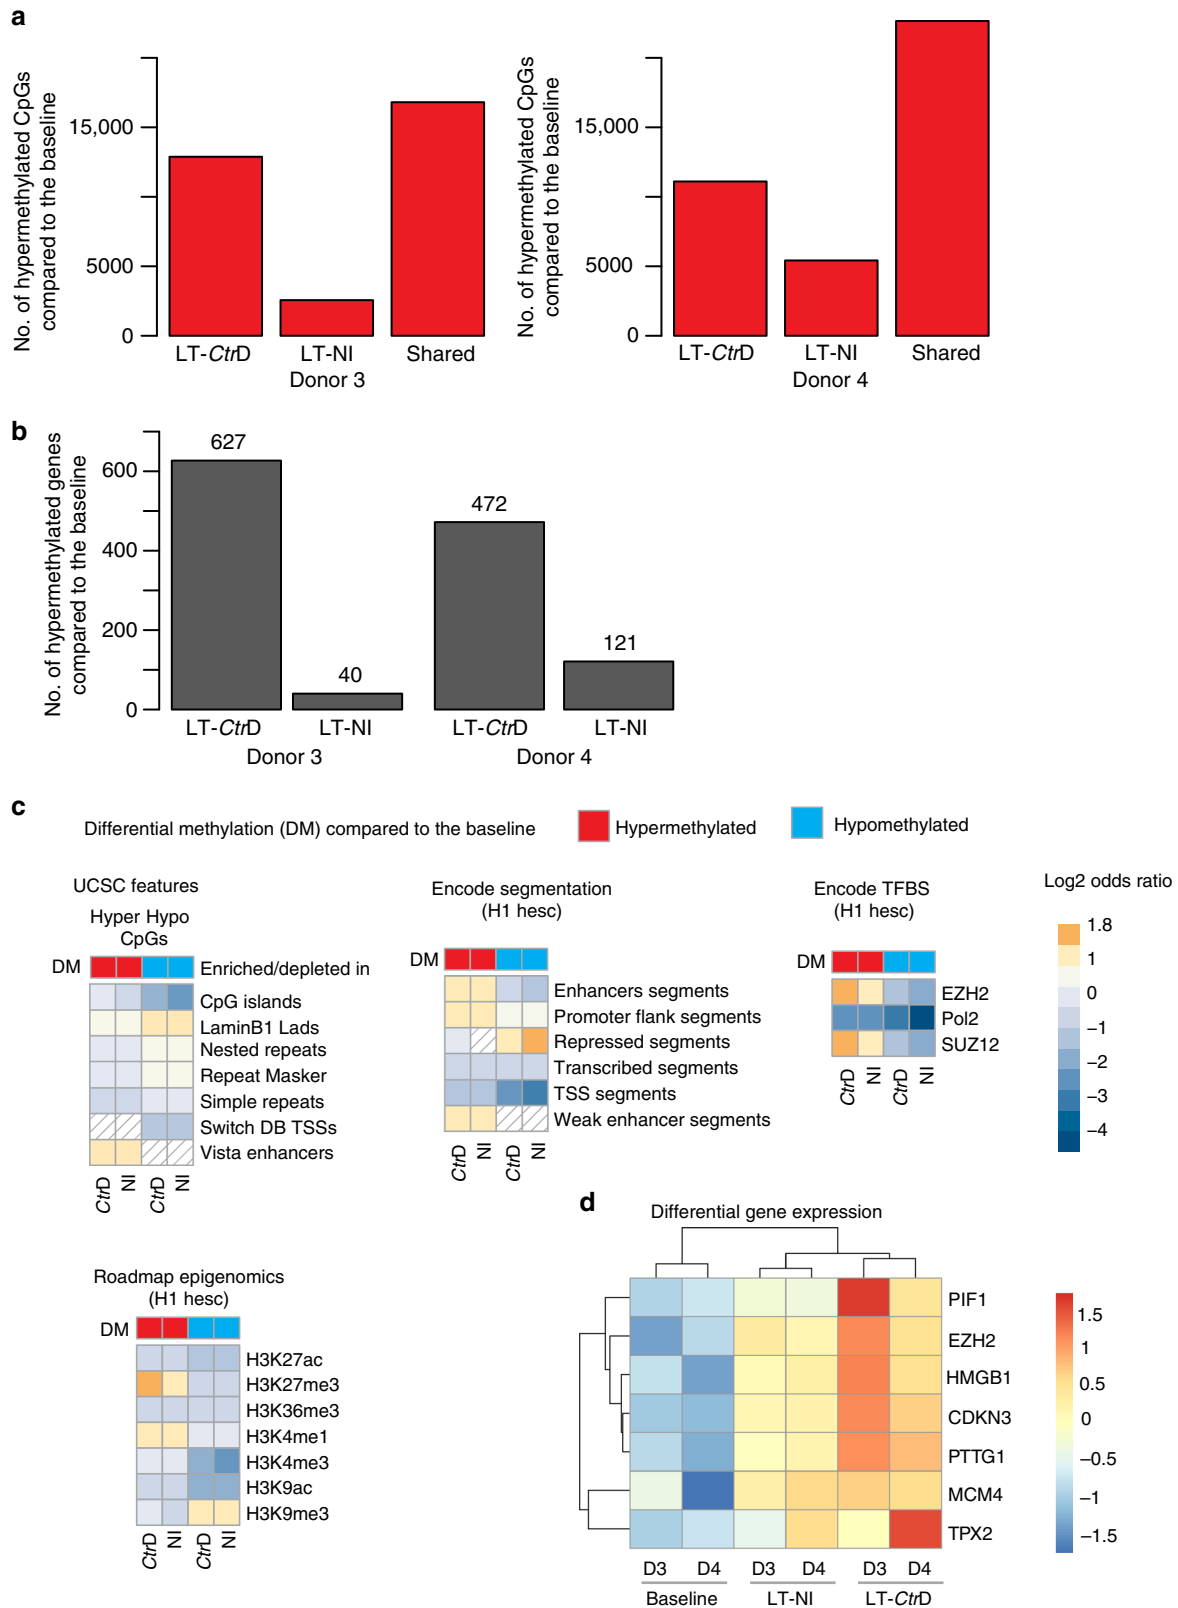 a
No. of hypermethylated CpGs
compared to the baseline
15,000
5000
0
LT-CtrD
LT-NI
Shared
Donor 3
No. of hypermethylated CpGs
compared to the baseline
15,000
5000
0
LT-CtrD
LT-NI
Shared
Donor 4
b
No. of hypermethylated genes
compared to the baseline
600
400
200
0
627
40
472
121
LT-CtrD
LT-NI
LT-CtrD
LT-NI
Donor 3
Donor 4
c
Differential methylation (DM) compared to the baseline
Hypermethylated
Hypomethylated
UCSC features
Hyper Hypo
CpGs
DM
Enriched/depleted in
CpG islands
LaminB1 Lads
Nested repeats
Repeat Masker
Simple repeats
Switch DB TSSs
Vista enhancers
CtrD
NI
CtrD
NI
Encode segmentation
(H1 hesc)
DM
Enhancers segments
Promoter flank segments
Repressed segments
Transcribed segments
TSS segments
Weak enhancer segments
CtrD
NI
CtrD
NI
Encode TFBS
(H1 hesc)
DM
EZH2
Pol2
SUZ12
CtrD
NI
CtrD
NI
Log2 odds ratio
1.8
1
0
−1
−2
−3
−4
Roadmap epigenomics
(H1 hesc)
DM
H3K27ac
H3K27me3
H3K36me3
H3K4me1
H3K4me3
H3K9ac
H3K9me3
CtrD
NI
CtrD
NI
d
Differential gene expression
PIF1
EZH2
HMGB1
CDKN3
PTTG1
MCM4
TPX2
D3
D4
D3
D4
D3
D4
Baseline
LT-NI
LT-CtrD
1.5
1
0.5
0
−0.5
−1
−1.5